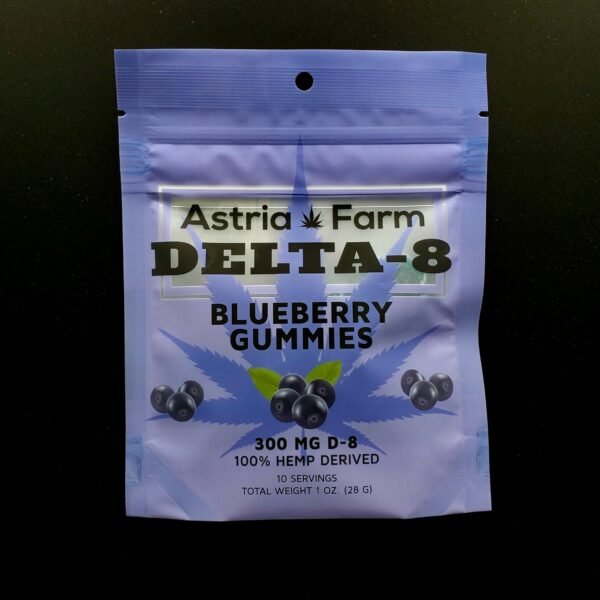 Astria Farm
DELTA-8
BLUEBERRY
GUMMIES
300 MG D-8
100% HEMP DERIVED
10 SERVINGS
TOTAL WEIGHT 1 OZ. (28 G)